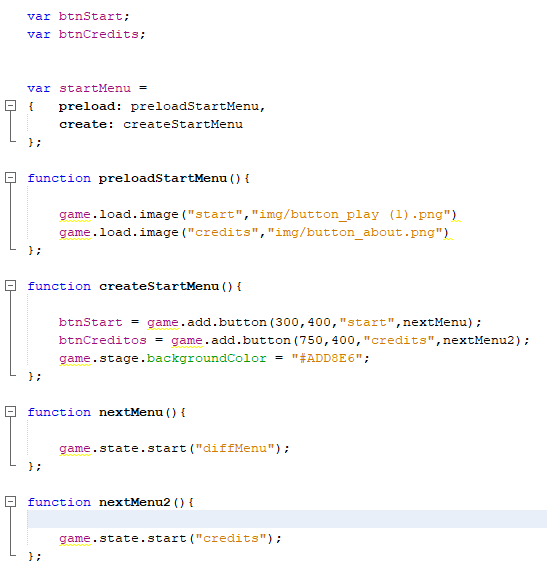 var btnStart;
var btnCredits;
var startMenu =
{   preload: preloadStartMenu,
    create: createStartMenu
};
function preloadStartMenu(){
    game.load.image("start","img/button_play (1).png")
    game.load.image("credits","img/button_about.png")
};
function createStartMenu(){
    btnStart = game.add.button(300,400,"start",nextMenu);
    btnCreditos = game.add.button(750,400,"credits",nextMenu2);
    game.stage.backgroundColor = "#ADD8E6";
};
function nextMenu(){
    game.state.start("diffMenu");
};
function nextMenu2(){
    game.state.start("credits");
};